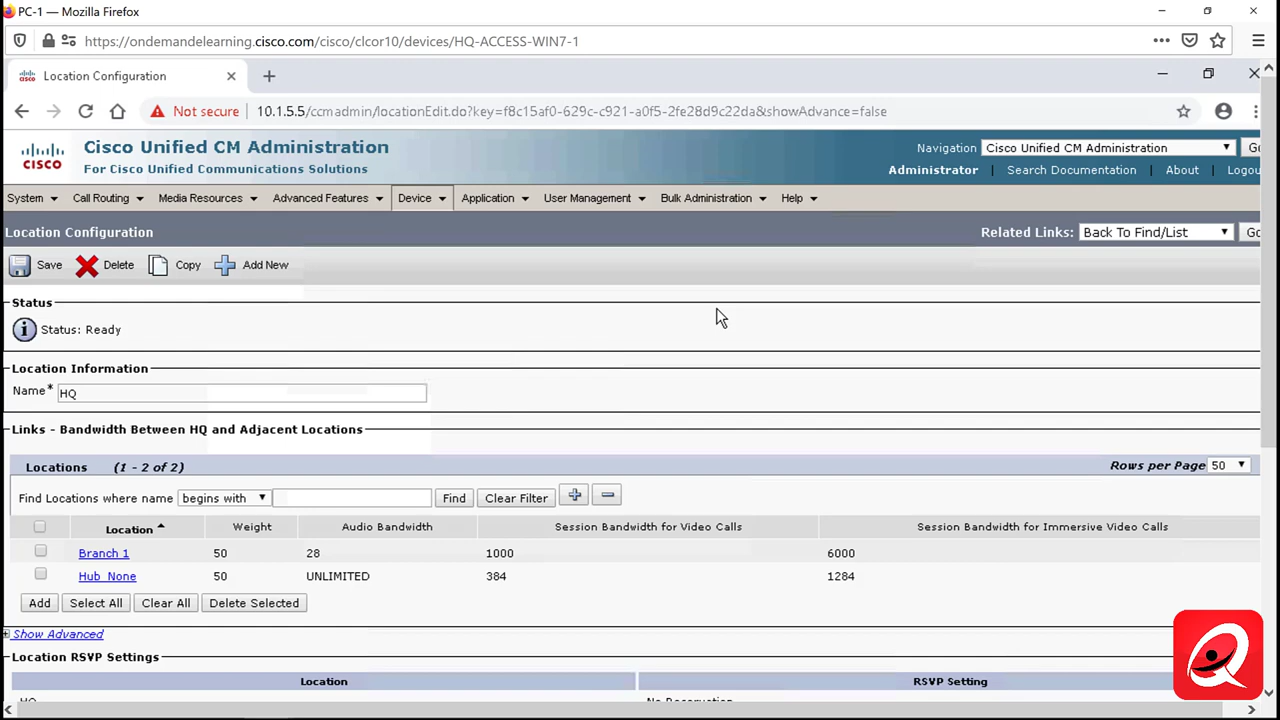 PC-1 — Mozilla Firefox
https://ondemandelearning.cisco.com/cisco/clcor10/devices/HQ-ACCESS-WIN7-1
Location Configuration
Not secure 10.1.5.5/ccmadmin/locationEdit.do?key=f8c15af0-629c-c921-a0f5-2fe28d9c22da&showAdvance=false
CISCO
Cisco Unified CM Administration
For Cisco Unified Communications Solutions
Navigation Cisco Unified CM Administration Go
Administrator | Search Documentation | About | Logou
System Call Routing Media Resources Advanced Features Device Application User Management Bulk Administration Help
Location Configuration
Related Links: Back To Find/List Go
Save Delete Copy Add New
Status
Status: Ready
Location Information
Name* HQ
Links - Bandwidth Between HQ and Adjacent Locations
Locations (1 - 2 of 2) Rows per Page 50
Find Locations where name begins with Find Clear Filter
Location Weight Audio Bandwidth Session Bandwidth for Video Calls Session Bandwidth for Immersive Video Calls
Branch 1 50 28 1000 6000
Hub_None 50 UNLIMITED 384 1284
Add Select All Clear All Delete Selected
Show Advanced
Location RSVP Settings
Location RSVP Setting